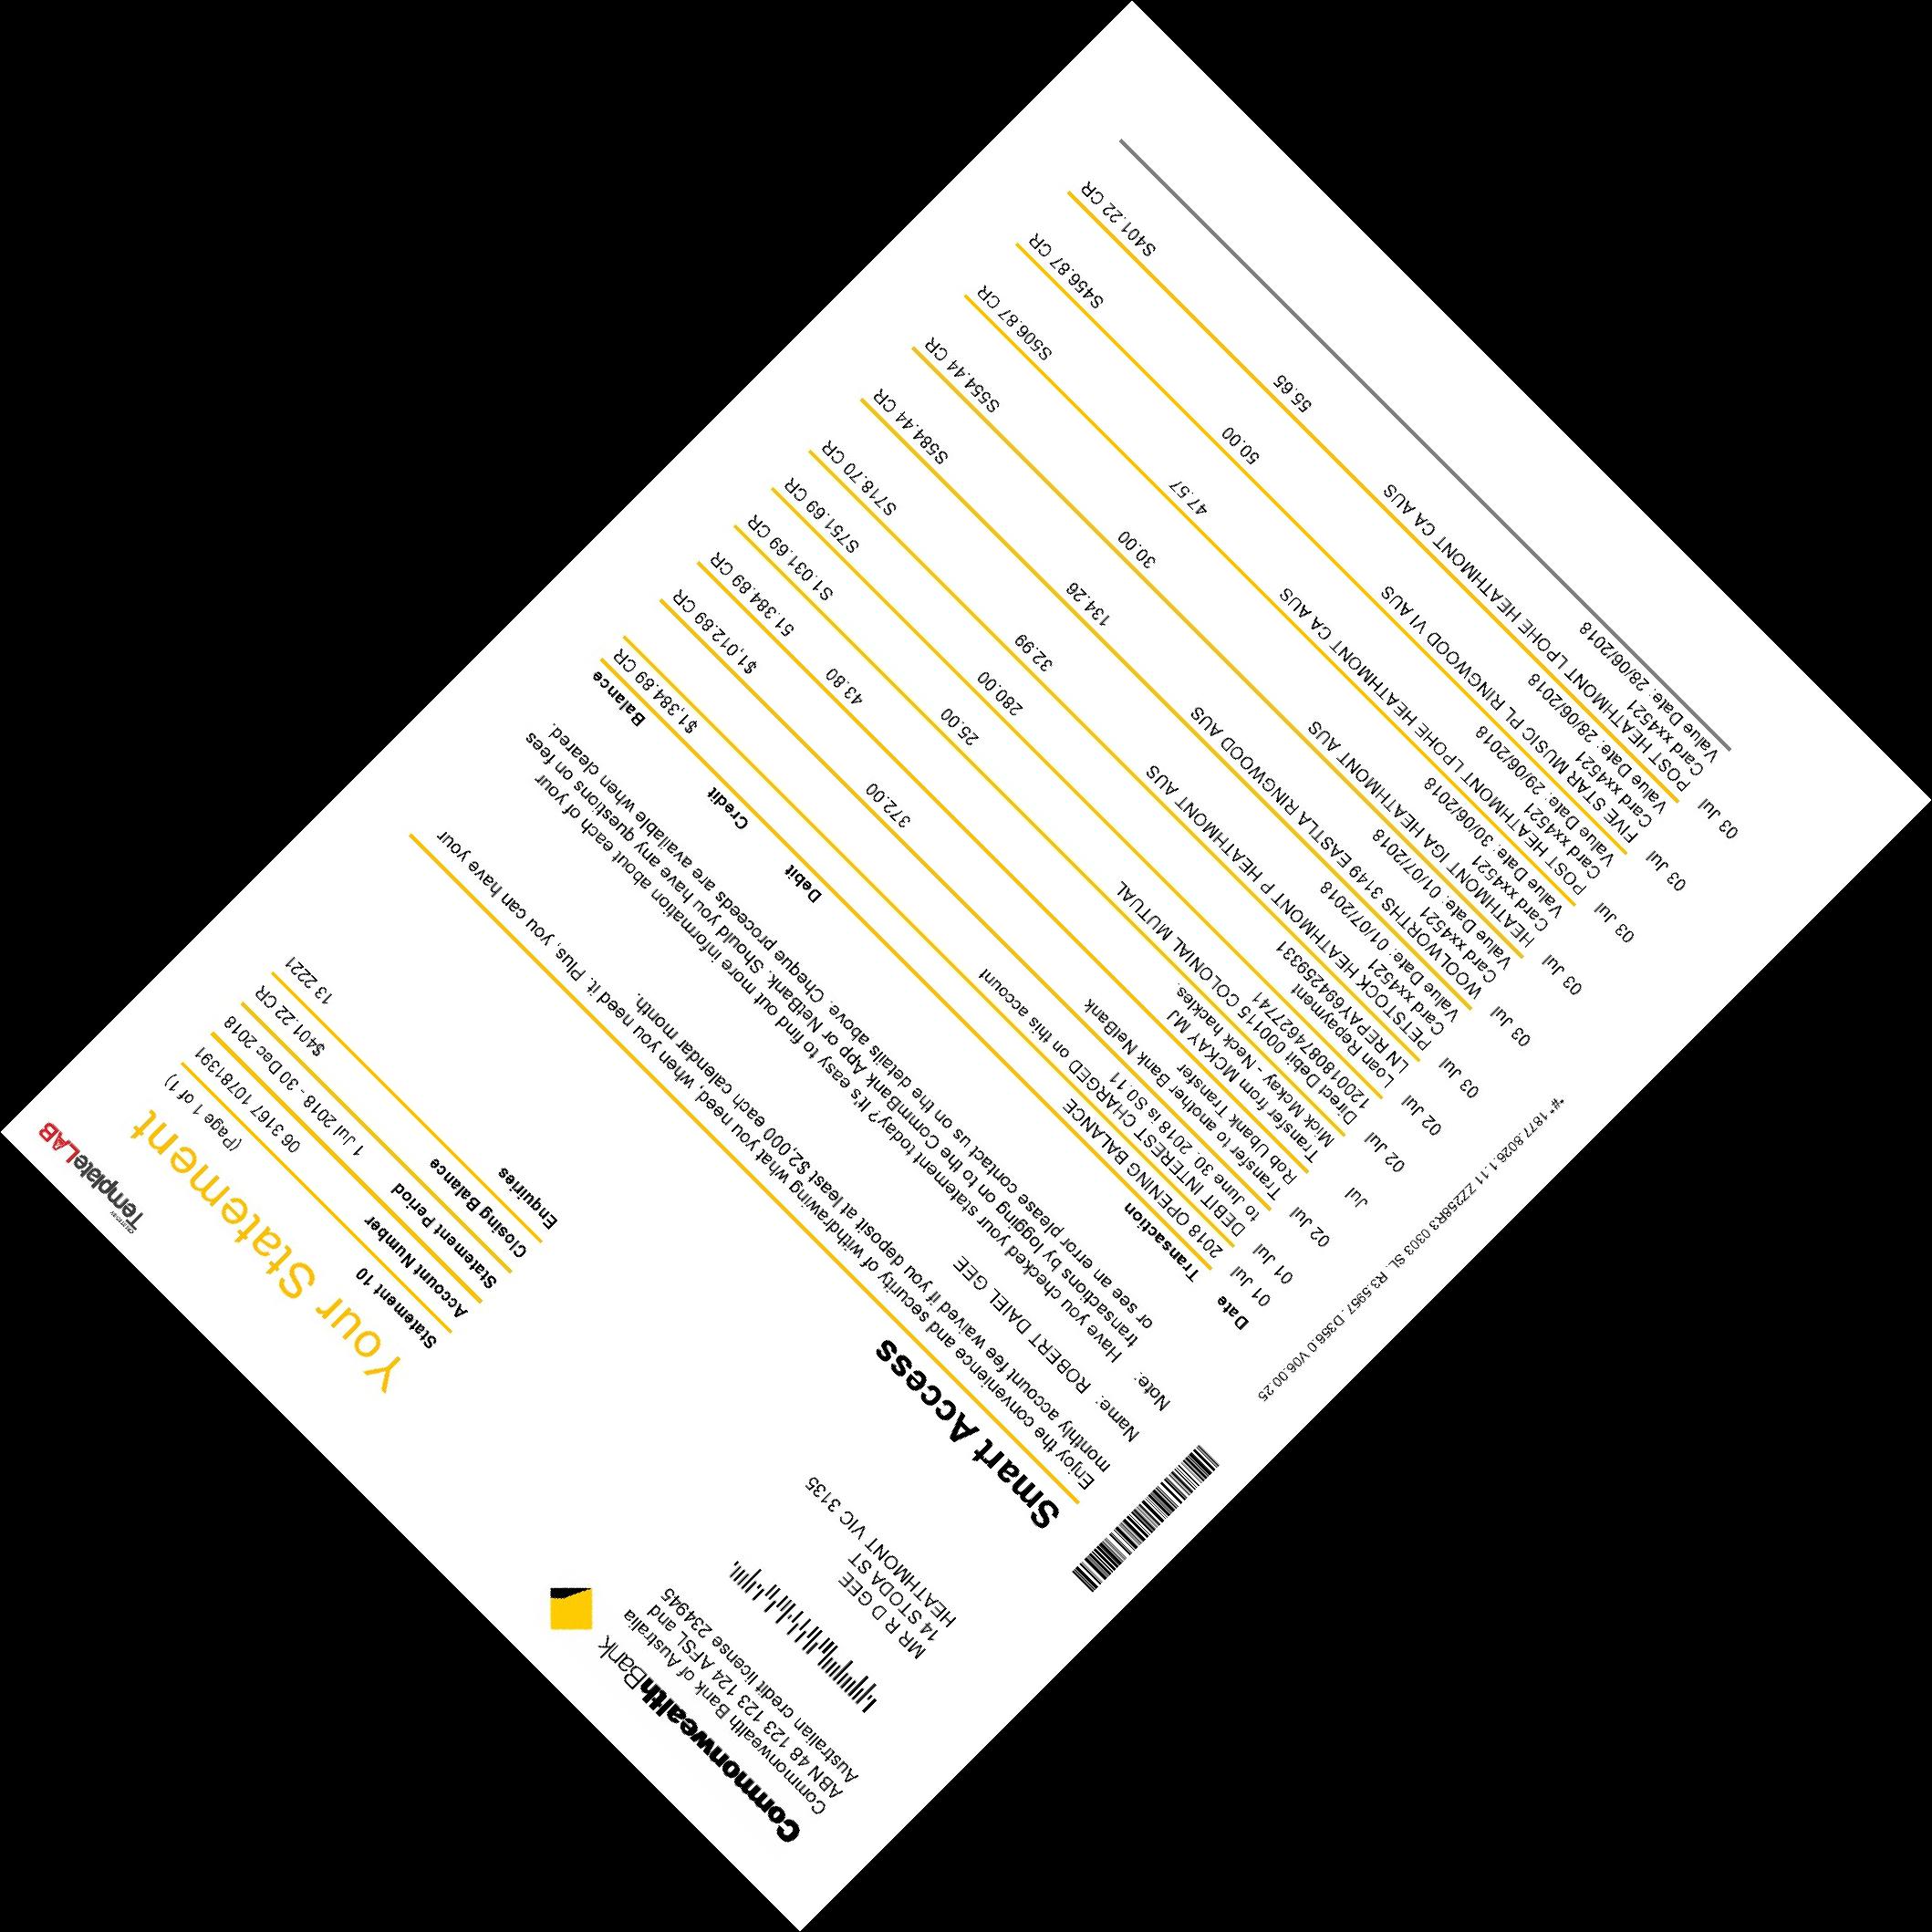 CREATED BY
TemplateLAB
CommonwealthBank
Commonwealth Bank of Australia
ABN 48 123 123 124 AFSL and
Australian credit license 234945
Your Statement
Statement 10 (Page 1 of 1)
Account Number 06 3167 10781391
Statement Period 1 Jul 2018 - 30 Dec 2018
Closing Balance $401.22 CR
Enquiries 13 2221
MR R D GEE
14 STODA ST
HEATHMONT VIC 3135
Smart Access
Enjoy the convenience and security of withdrawing what you need, when you need it. Plus, you can have your
monthly account fee waived if you deposit at least $2,000 each calendar month.
Name: ROBERT DAIEL GEE
Note: Have you checked your statement today? It's easy to find out more information about each of your
transactions by logging on to the CommBank App or NetBank. Should you have any questions on fees
or see an error please contact us on the details above. Cheque proceeds are available when cleared.
Date Transaction Debit Credit Balance
01 Jul 2018 OPENING BALANCE $1,384.89 CR
01 Jul DEBIT INTEREST CHARGED on this account
to
June 30, 2018 is S0.11
02 Jul Transfer to another Bank NetBank 372.00 $1,012.89 CR
Rob Ubank Transfer
Jul Transfer from MCKAY MJ 43.80 51.384.89 CR
Mick Mckay - Neck hackles.
02 Jul Direct Debit 000115 COLONIAL MUTUAL 25.00 S1.031.69 CR
12001808874627741
02 Jul Loan Repayment 280.00 S751.69 CR
LN REPAY694259331
03 Jul PETSTOCK HEATHMONT P HEATHMONT AUS 32.99 S718.70 CR
Card xx4521
Value Date: 01/07/2018
03 Jul WOOLWORTHS 3149 EASTLA RINGWOOD AUS 134.26 S584.44 CR
Card xx4521
Value Date: 01/07/2018
03 Jul HEATHMONT IGA HEATHMONT AUS 30.00 S554.44 CR
Card xx4521
Value Date: 30/06/2018
03 Jul POST HEATHMONT LPOHE HEATHMONT CA AUS 47.57 S506.87 CR
Card xx4521
Value Date: 29/06/2018
03 Jul FIVE STAR MUSIC PL RINGWOOD VI AUS 50.00 S456.87 CR
Card xx4521
Value Date: 28/06/2018
03 Jul POST HEATHMONT LPOHE HEATHMONT CA AUS 55.65 S401.22 CR
Card xx4521
Value Date: 28/06/2018
#* 1877.8026.1.11 ZZ258R3 0303 SL. R3.5957. D356.0 V06.00.25